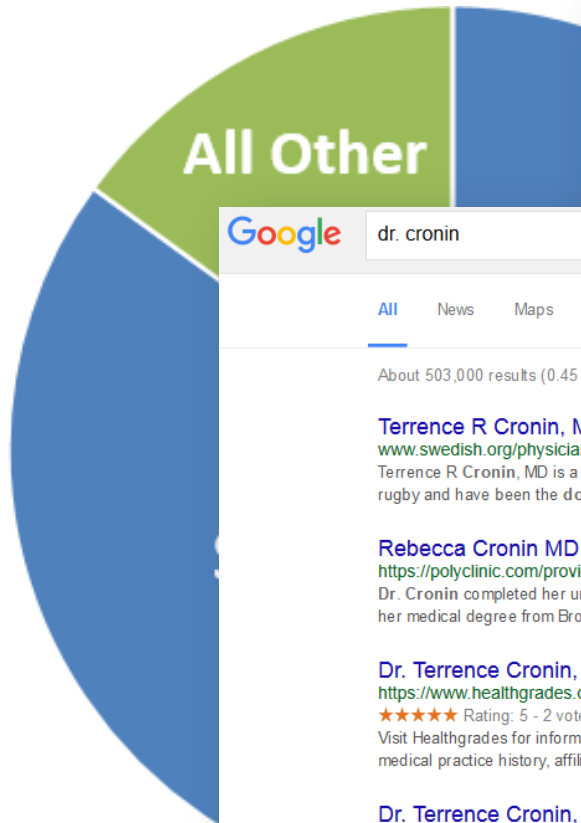 All Other
Google
dr. cronin
All News Maps
About 503,000 results (0.45
Terrence R Cronin,
www.swedish.org/physicia
Terrence R Cronin, MD is a
rugby and have been the
Rebecca Cronin MD
https://polyclinic.com/provi
Dr. Cronin completed her
her medical degree from
Dr. Terrence Cronin,
https://www.healthgrades.
★★★★★ Rating: 5 - 2 vote
Visit Healthgrades for inform
medical practice history, affili
Dr. Terrence Cronin,